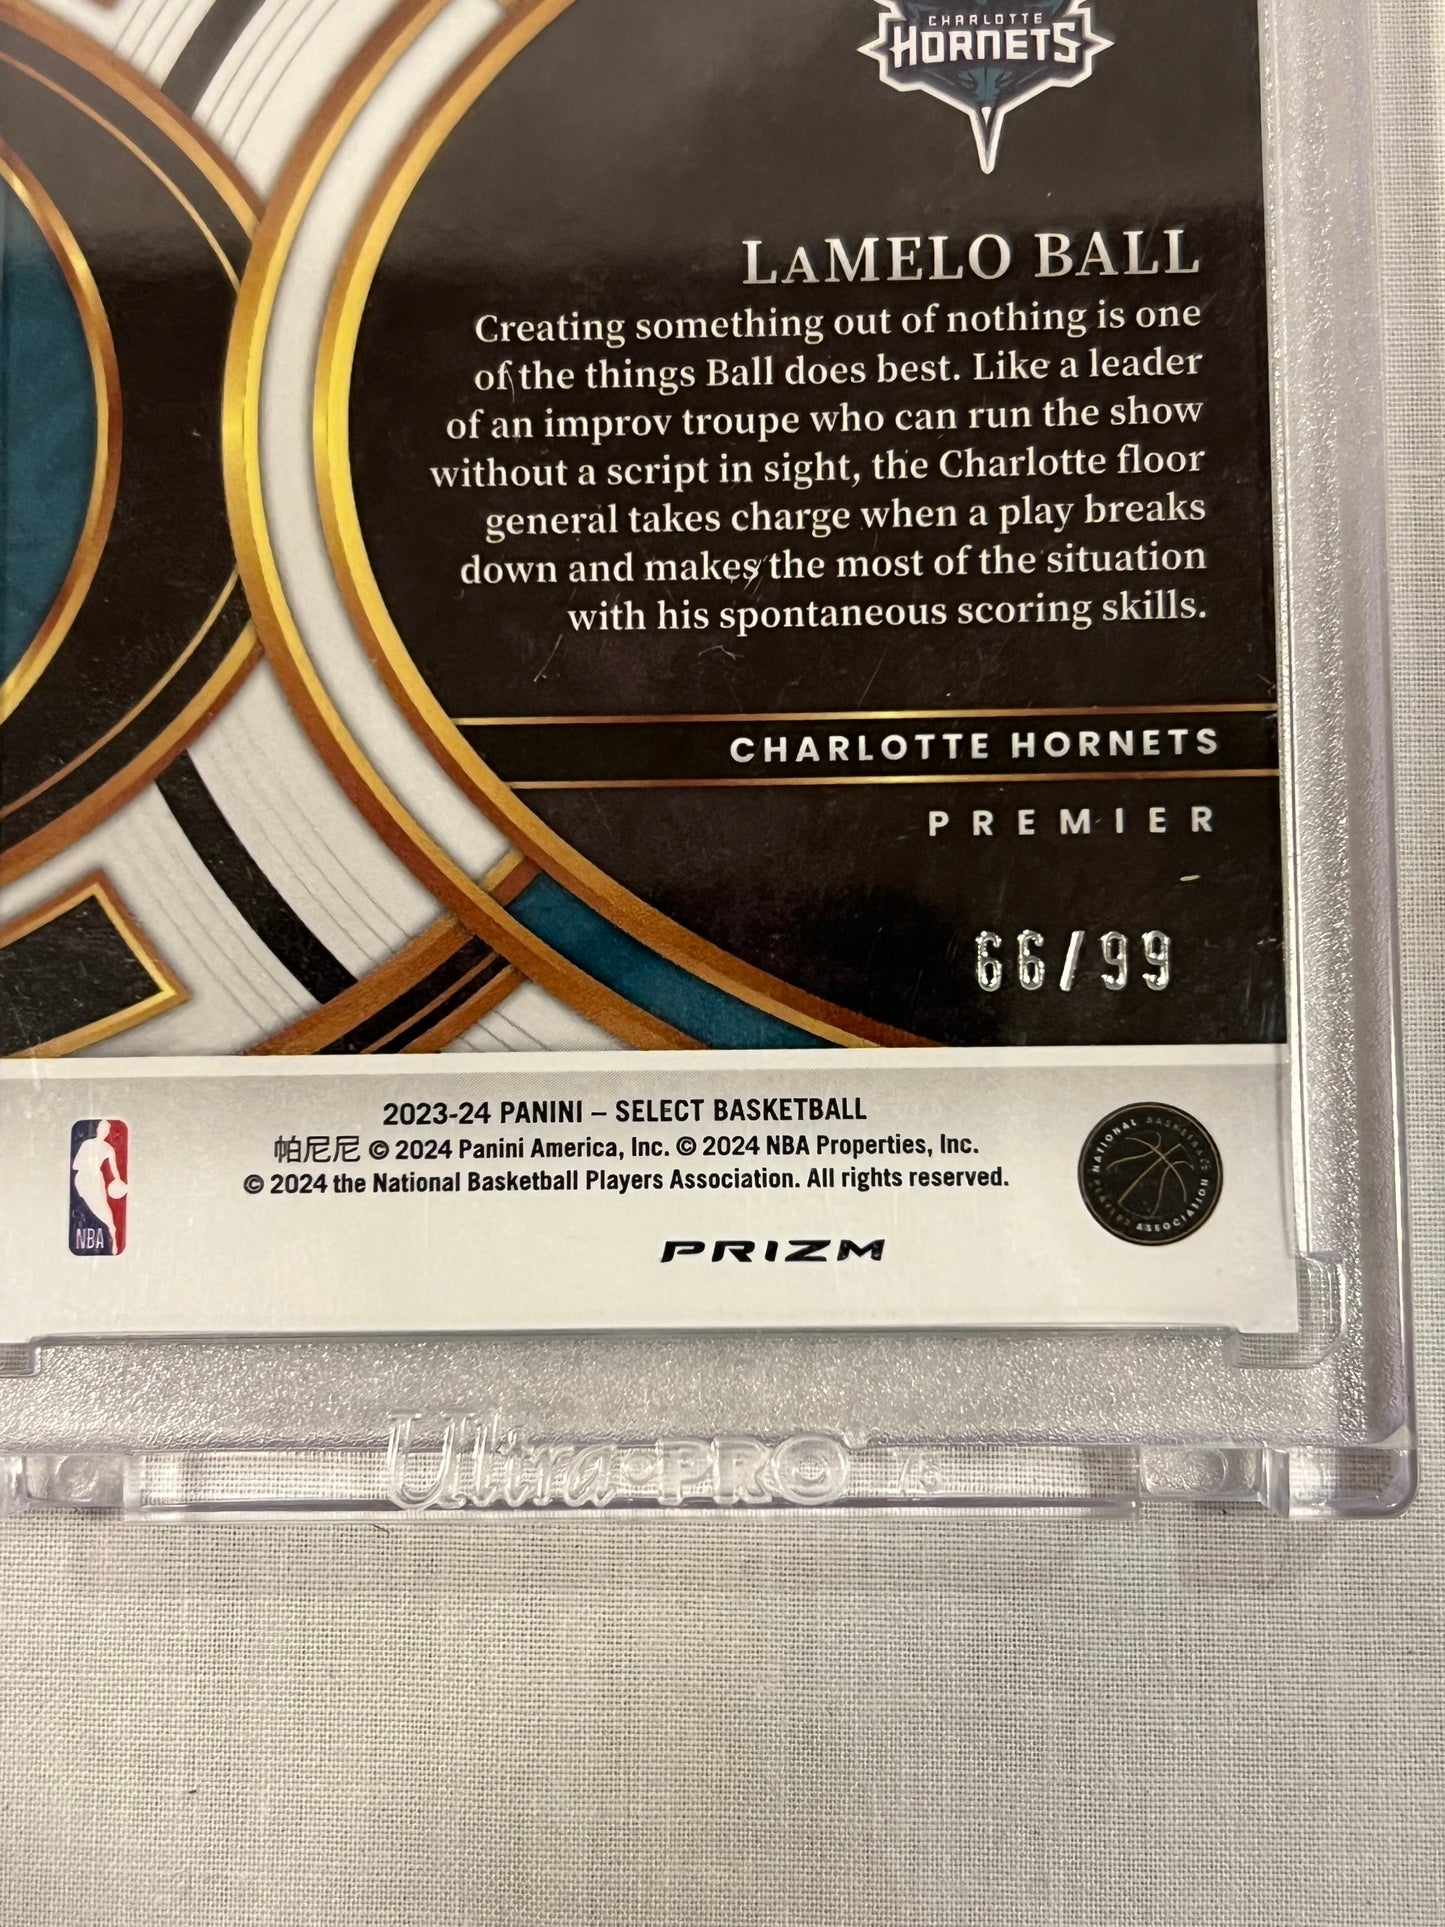 CHARLOTTE
HORNETS
LAMELO BALL
Creating something out of nothing is one
of the things Ball does best. Like a leader
of an improv troupe who can run the show
without a script in sight, the Charlotte floor
general takes charge when a play breaks
down and makes the most of the situation
with his spontaneous scoring skills.
CHARLOTTE HORNETS
PREMIER
66/99
2023-24 PANINI – SELECT BASKETBALL
帕尼尼 © 2024 Panini America, Inc. © 2024 NBA Properties, Inc.
© 2024 the National Basketball Players Association. All rights reserved.
NBA
NATIONAL BASKETBALL PLAYERS ASSOCIATION
PRIZM
Ultra·PRO®